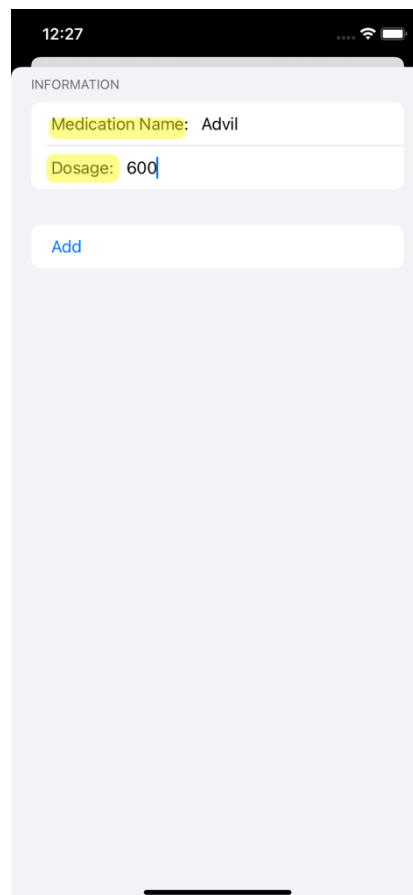 12:27
INFORMATION
Medication Name: Advil
Dosage: 600
Add